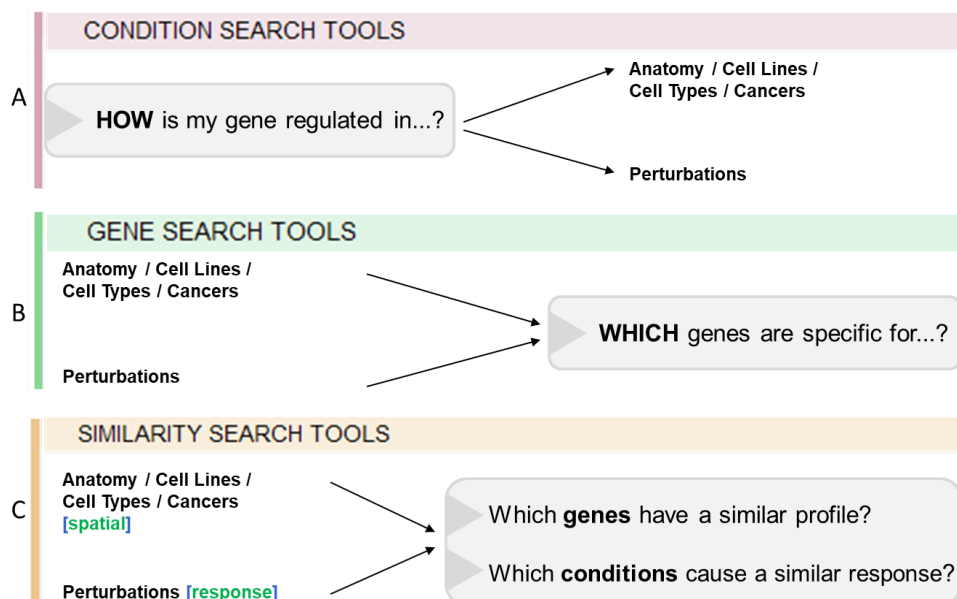 CONDITION SEARCH TOOLS
A
HOW is my gene regulated in...?
Anatomy / Cell Lines /
Cell Types / Cancers
Perturbations
GENE SEARCH TOOLS
B
Anatomy / Cell Lines /
Cell Types / Cancers
Perturbations
WHICH genes are specific for...?
SIMILARITY SEARCH TOOLS
C
Anatomy / Cell Lines /
Cell Types / Cancers
[spatial]
Perturbations [response]
Which genes have a similar profile?
Which conditions cause a similar response?